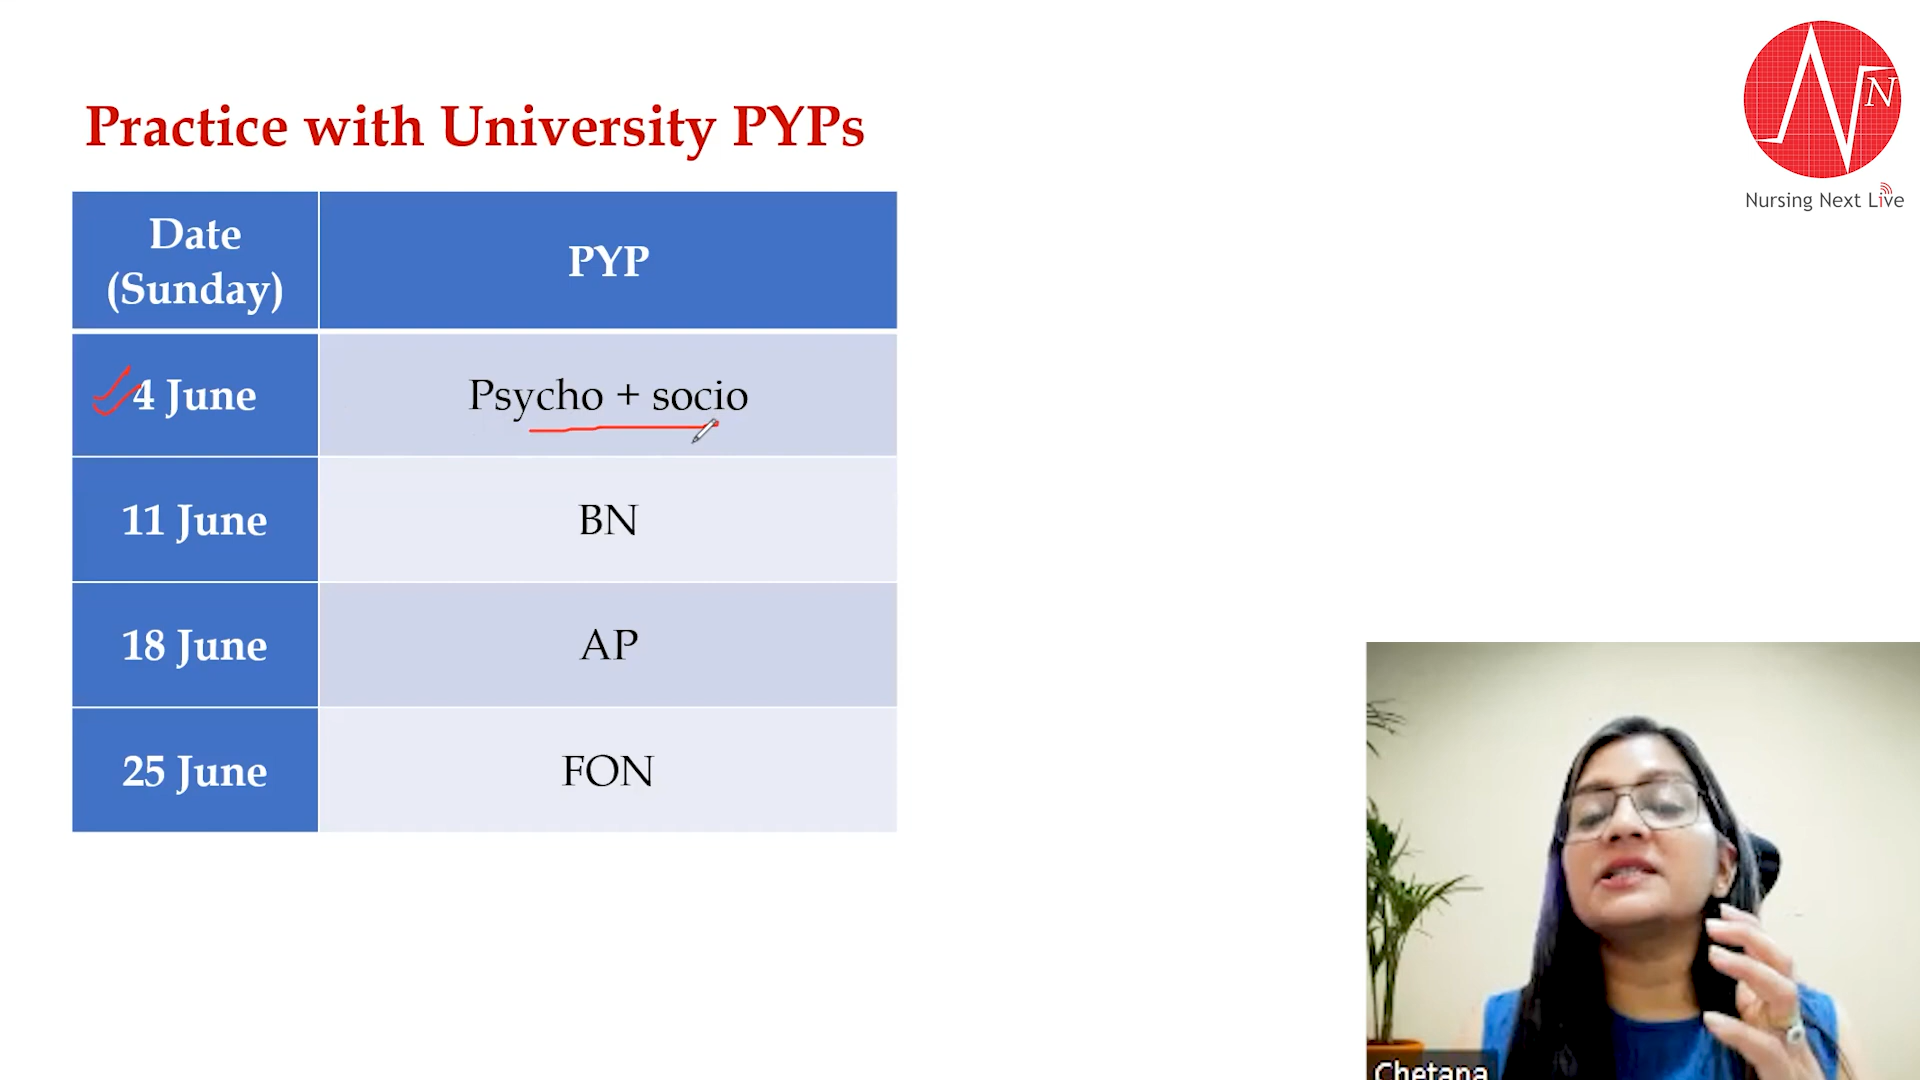 N
Nursing Next Live
Practice with University PYPs
Date
(Sunday)
PYP
4 June
Psycho + socio
11 June
BN
18 June
AP
25 June
FON
Chetana